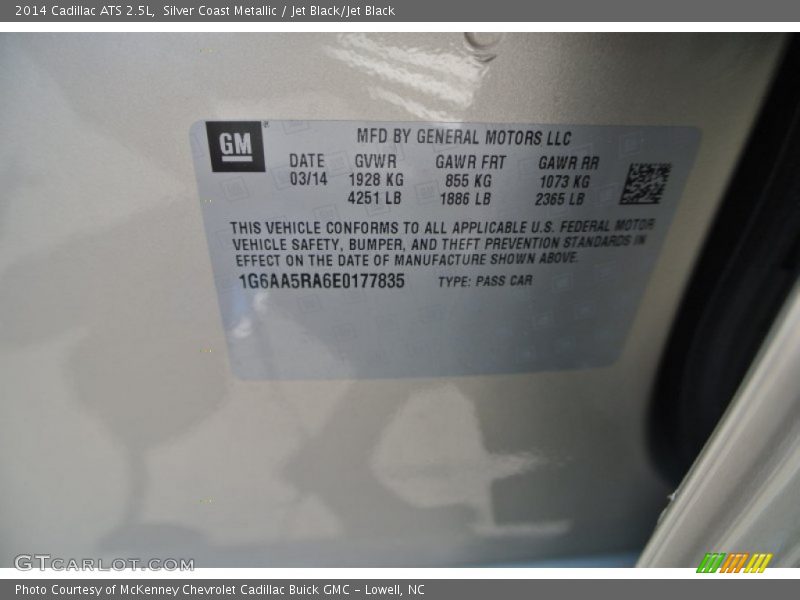 2014 Cadillac ATS 2.5L, Silver Coast Metallic / Jet Black/Jet Black
GM
MFD BY GENERAL MOTORS LLC
DATE GVWR GAWR FRT GAWR RR
03/14 1928 KG 855 KG 1073 KG
4251 LB 1886 LB 2365 LB
THIS VEHICLE CONFORMS TO ALL APPLICABLE U.S. FEDERAL MOTOR
VEHICLE SAFETY, BUMPER, AND THEFT PREVENTION STANDARDS IN
EFFECT ON THE DATE OF MANUFACTURE SHOWN ABOVE.
1G6AA5RA6E0177835 TYPE: PASS CAR
GTcarlot.com
Photo Courtesy of McKenney Chevrolet Cadillac Buick GMC - Lowell, NC